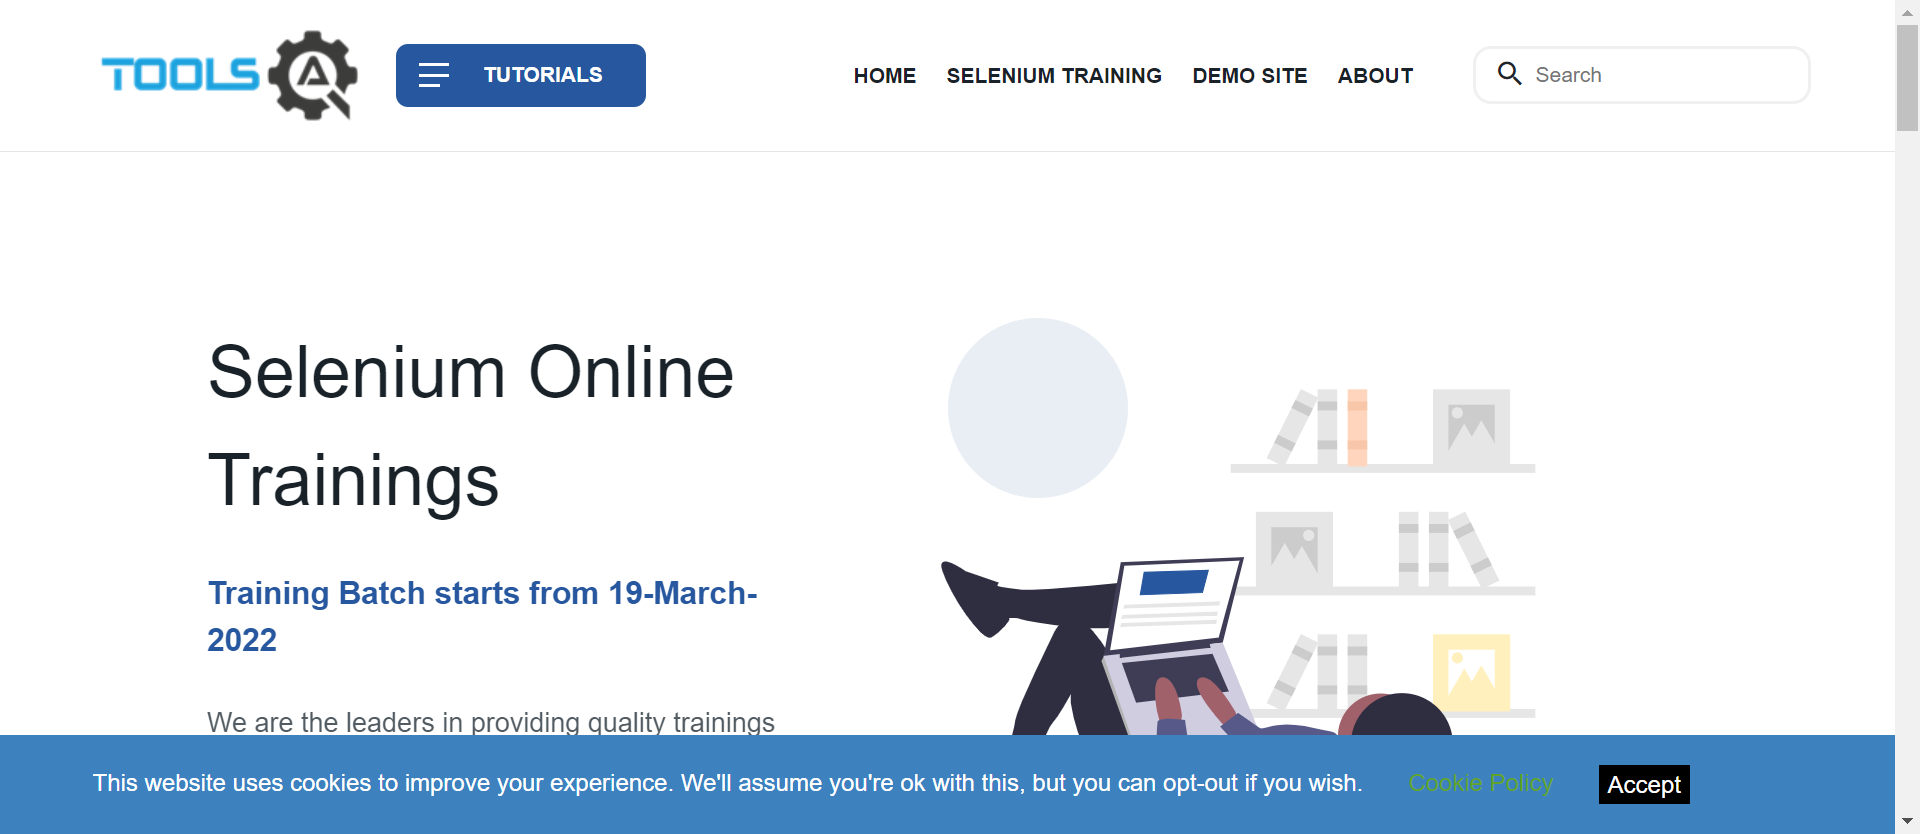 TOOLS QA
TUTORIALS
HOME
SELENIUM TRAINING
DEMO SITE
ABOUT
Search
Selenium Online
Trainings
Training Batch starts from 19-March-
2022
We are the leaders in providing quality trainings
This website uses cookies to improve your experience. We'll assume you're ok with this, but you can opt-out if you wish.
Cookie Policy
Accept